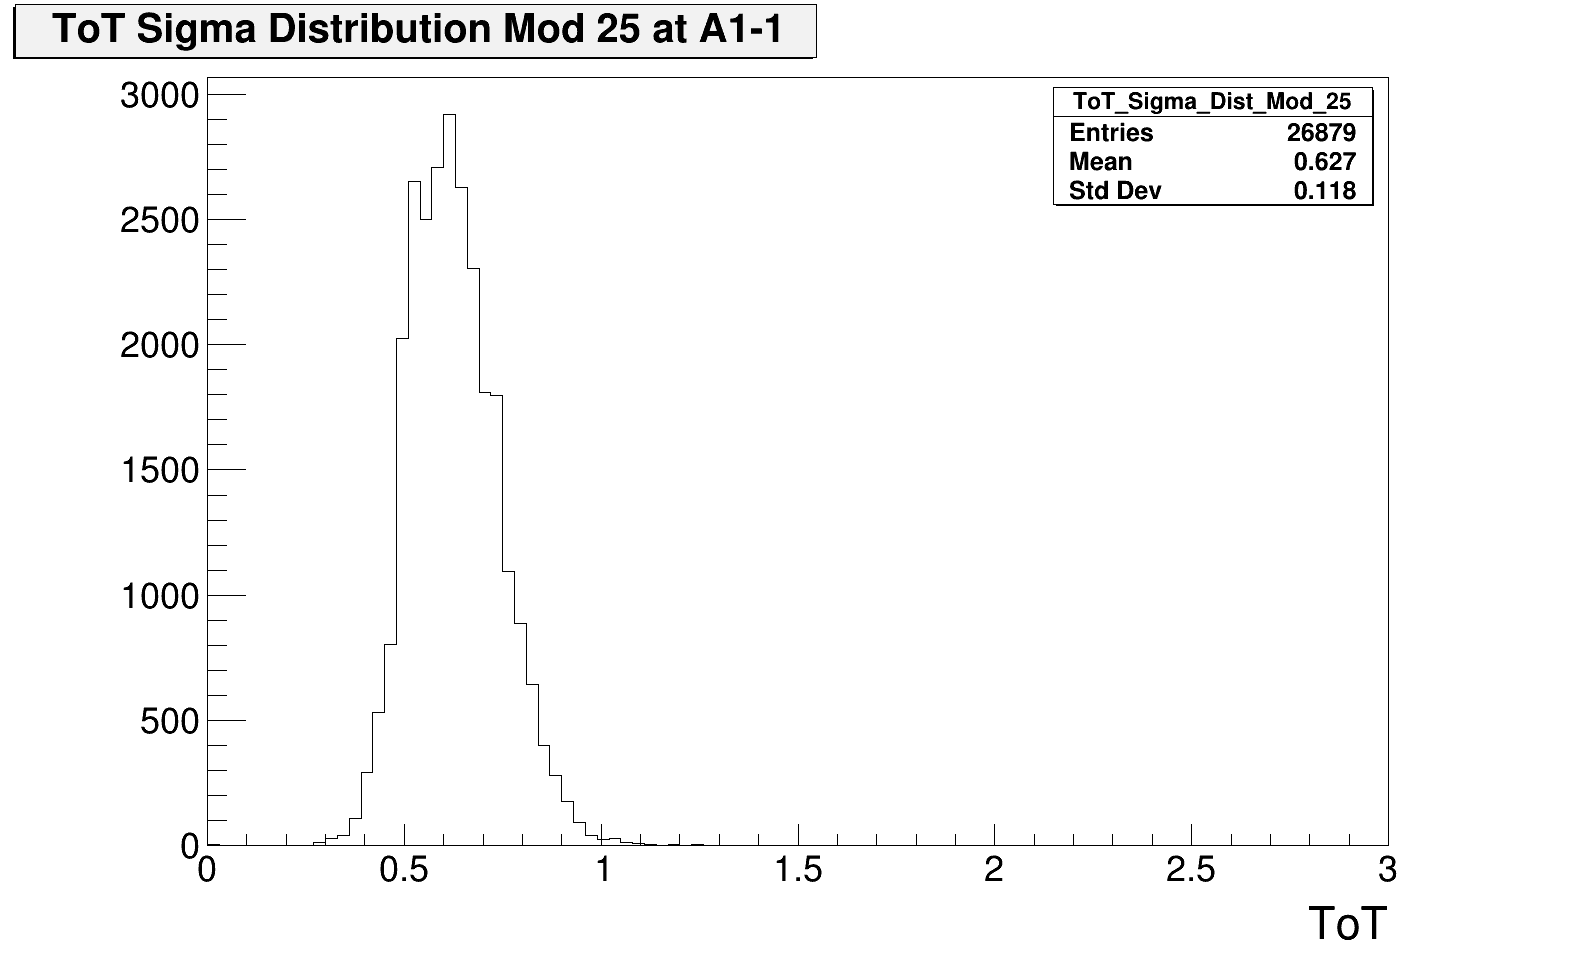 ToT Sigma Distribution Mod 25 at A1-1
ToT_Sigma_Dist_Mod_25
Entries 26879
Mean 0.627
Std Dev 0.118
3000
2500
2000
1500
1000
500
0
0 0.5 1 1.5 2 2.5 3
ToT